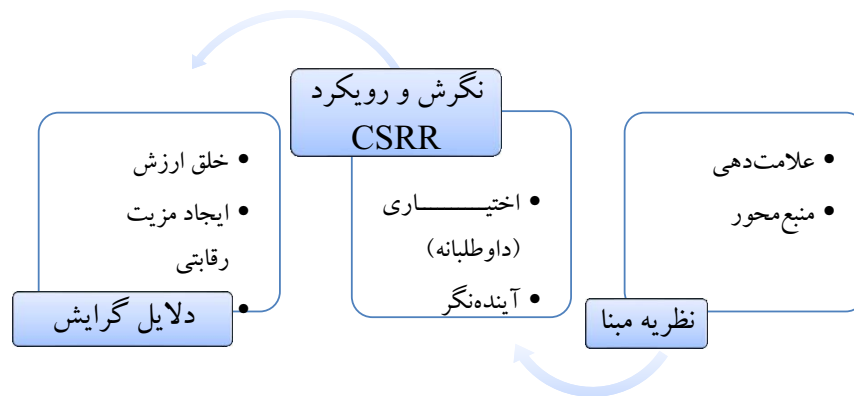 نظریه مبنا
• علامت‌دهی
• منبع‌محور
نگرش و رویکرد
CSRR
• اختیـــــــــاری
(داوطلبانه)
• آینده‌نگر
• خلق ارزش
• ایجاد مزیت
رقابتی
•
دلایل گرایش